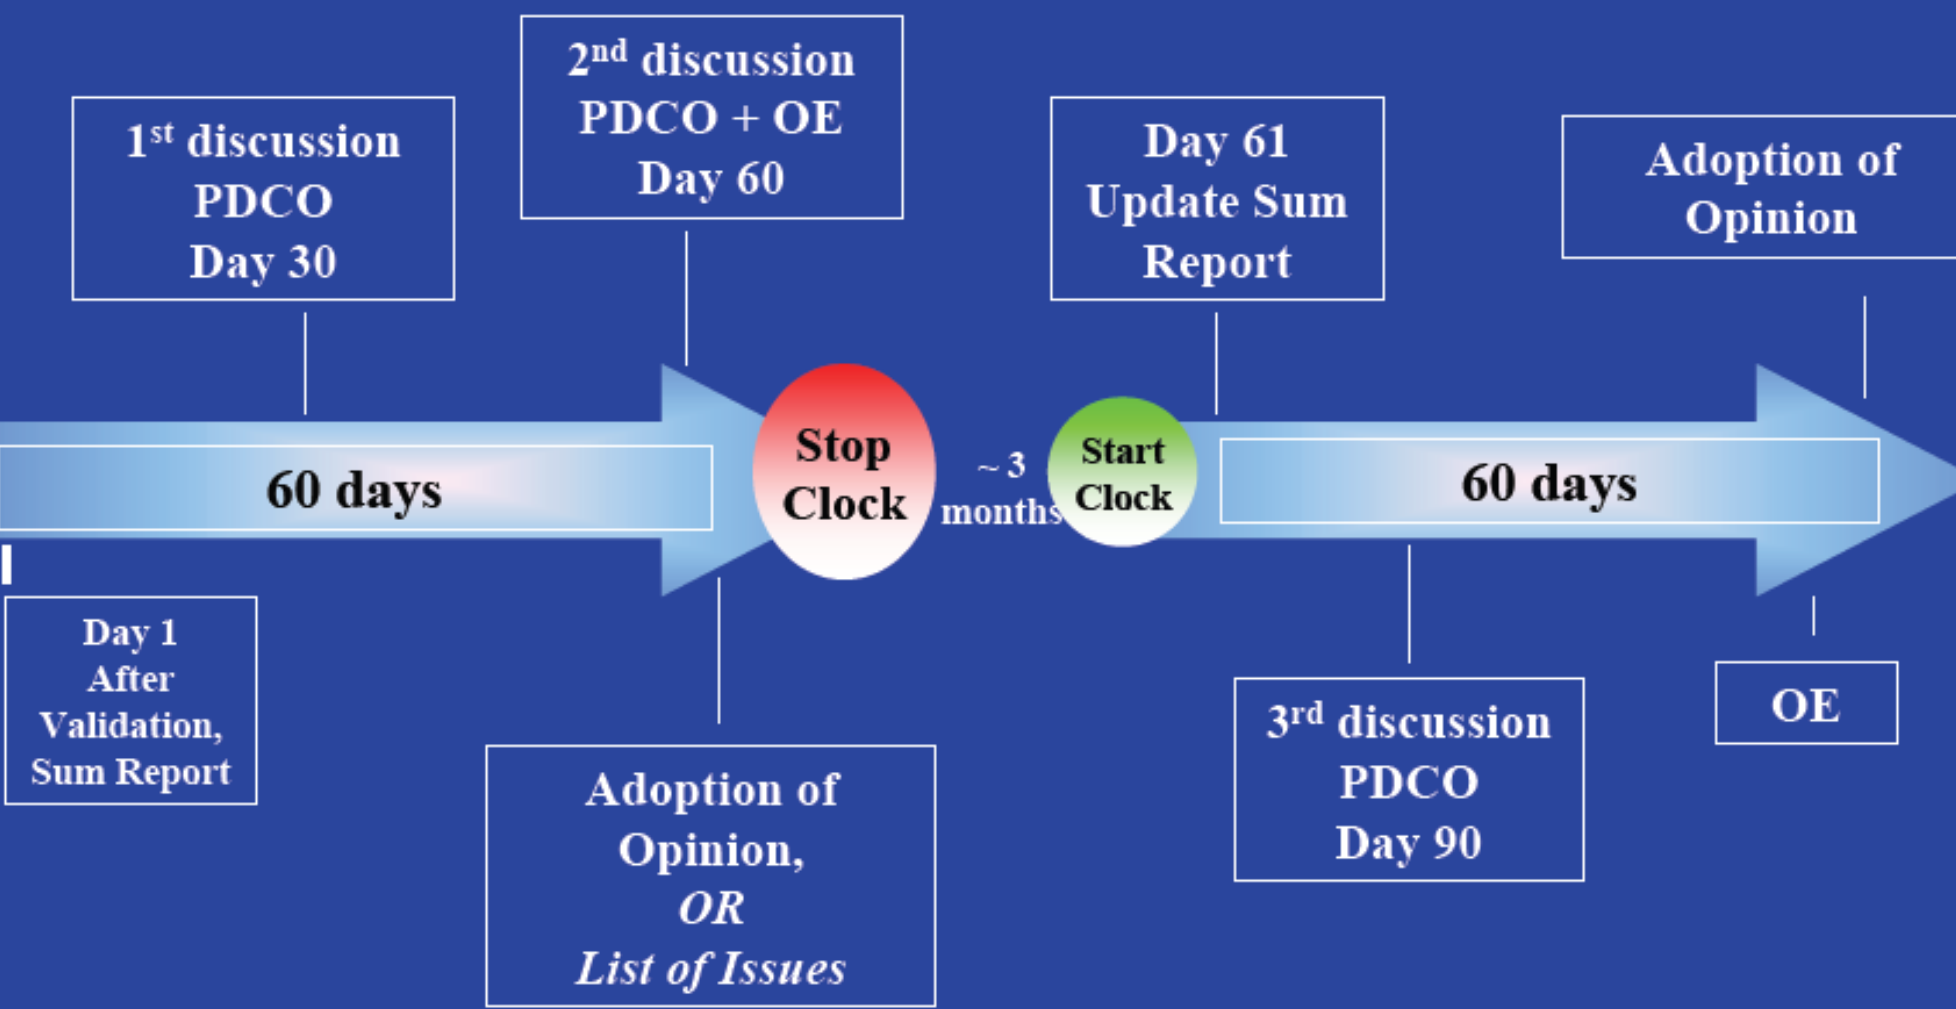 1st discussion
PDCO
Day 30
2nd discussion
PDCO + OE
Day 60
Day 61
Update Sum
Report
Adoption of
Opinion
60 days
Stop
Clock
~ 3
months
Start
Clock
60 days
Day 1
After
Validation,
Sum Report
Adoption of
Opinion,
OR
List of Issues
3rd discussion
PDCO
Day 90
OE